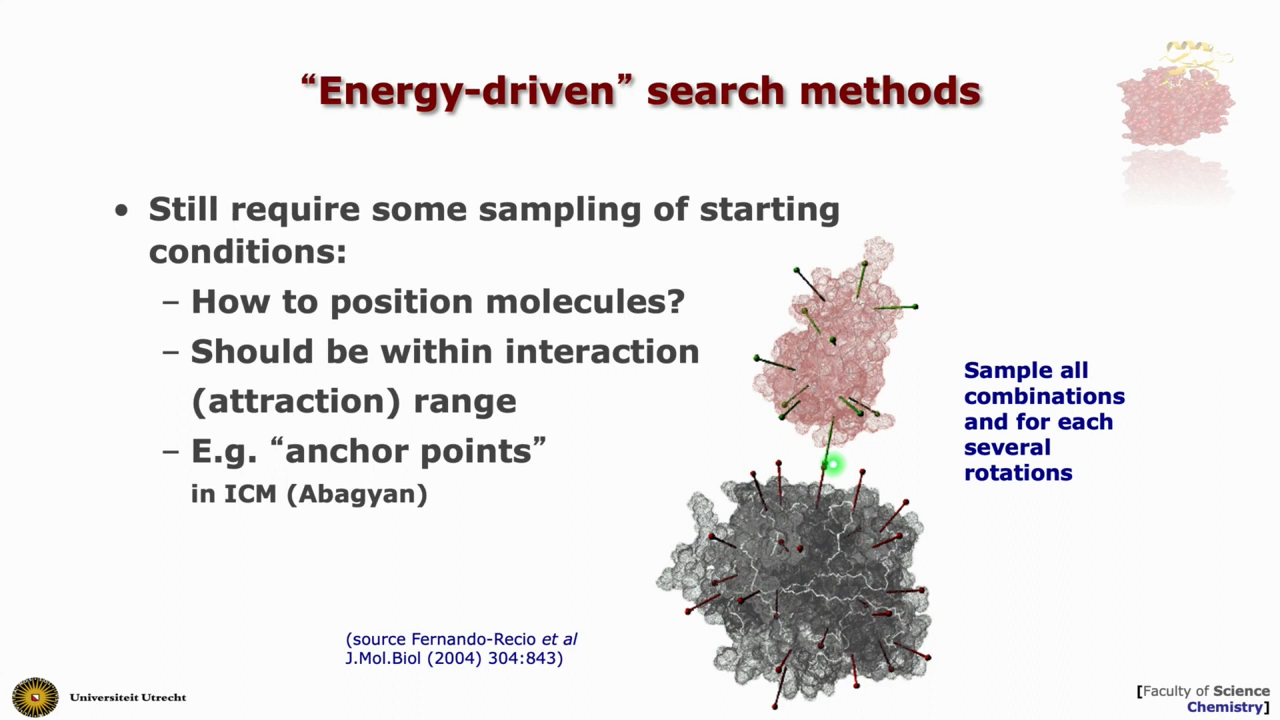 “Energy-driven” search methods
• Still require some sampling of starting
conditions:
– How to position molecules?
– Should be within interaction
(attraction) range
– E.g. “anchor points”
in ICM (Abagyan)
Sample all
combinations
and for each
several
rotations
(source Fernando-Recio et al
J.Mol.Biol (2004) 304:843)
Universiteit Utrecht
[Faculty of Science
Chemistry]